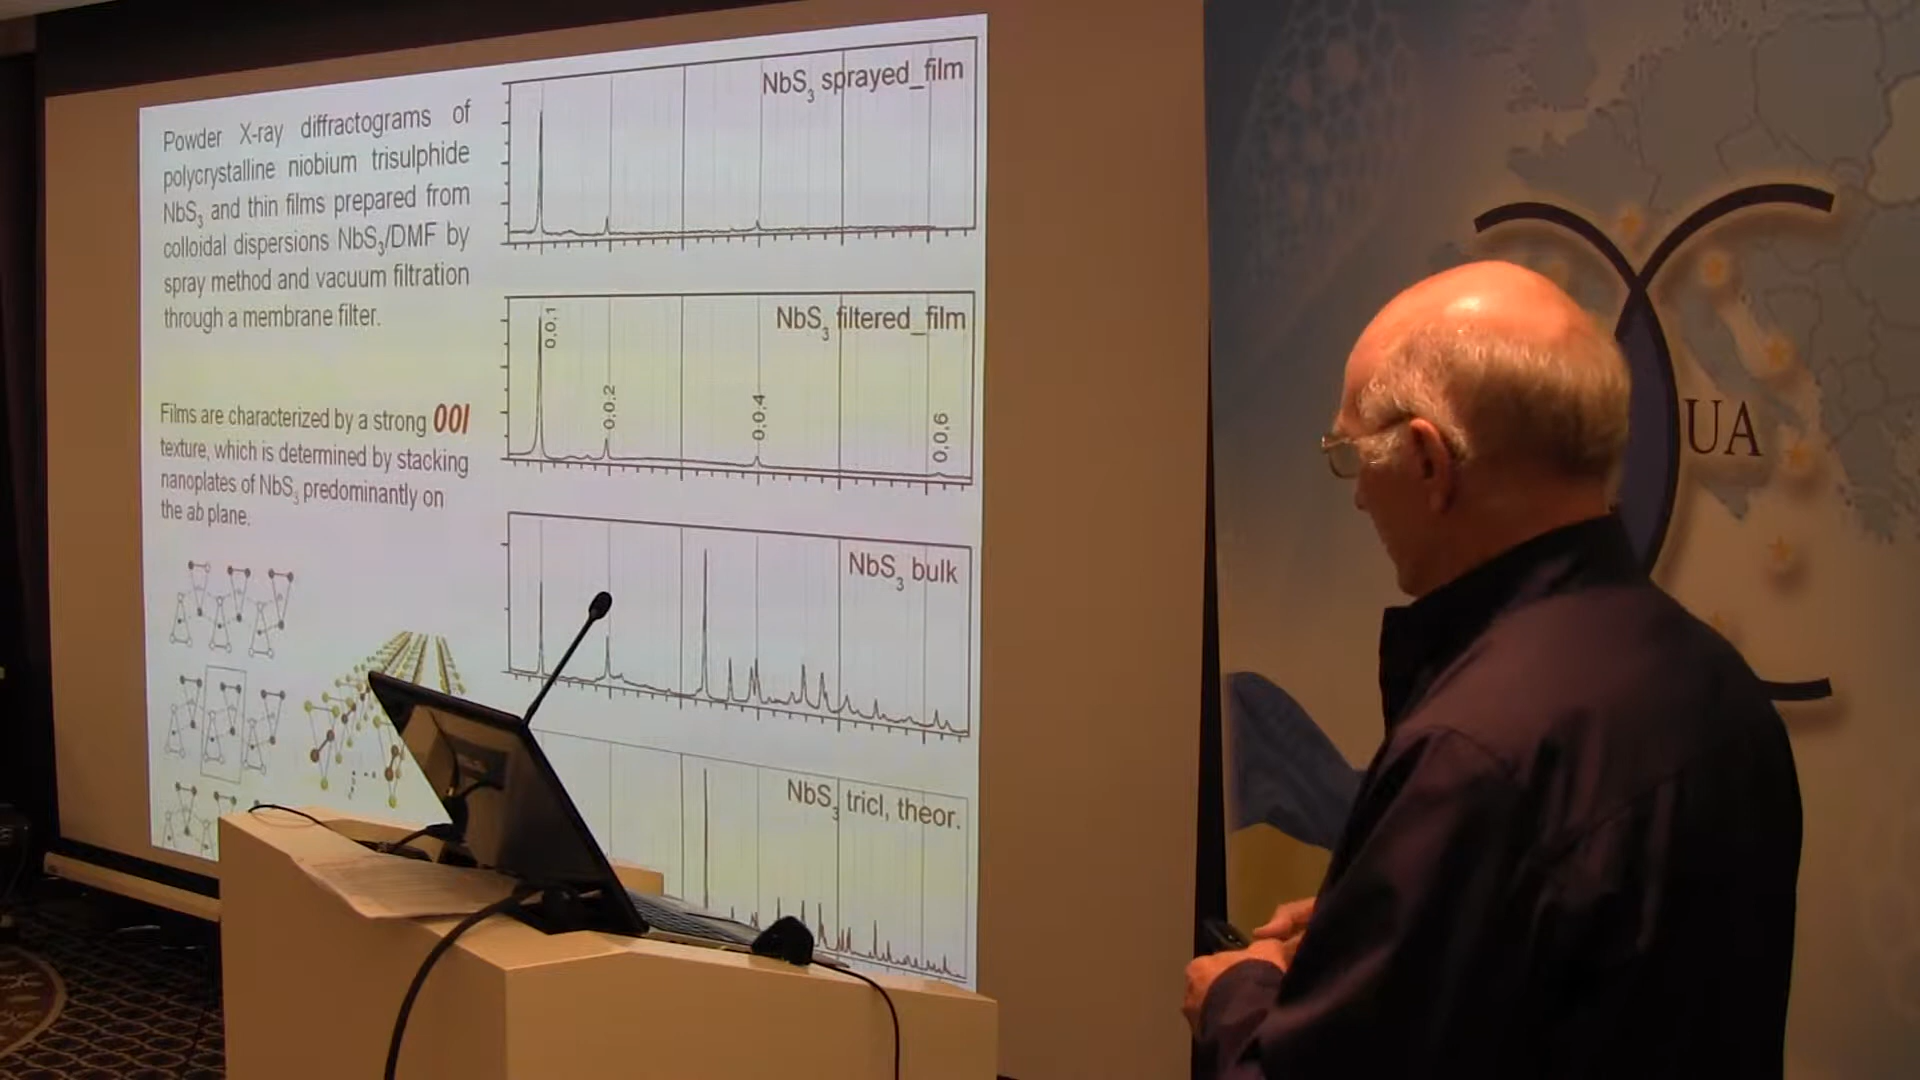 Powder X-ray diffractograms of
polycrystalline niobium trisulphide
NbS3 and thin films prepared from
colloidal dispersions NbS3/DMF by
spray method and vacuum filtration
through a membrane filter.
Films are characterized by a strong 00l
texture, which is determined by stacking
nanoplates of NbS3 predominantly on
the ab plane.
NbS3 sprayed_film
NbS3 filtered_film
0,0,1
0,0,2
0,0,4
0,0,6
NbS3 bulk
NbS3 tricl, theor.
UA